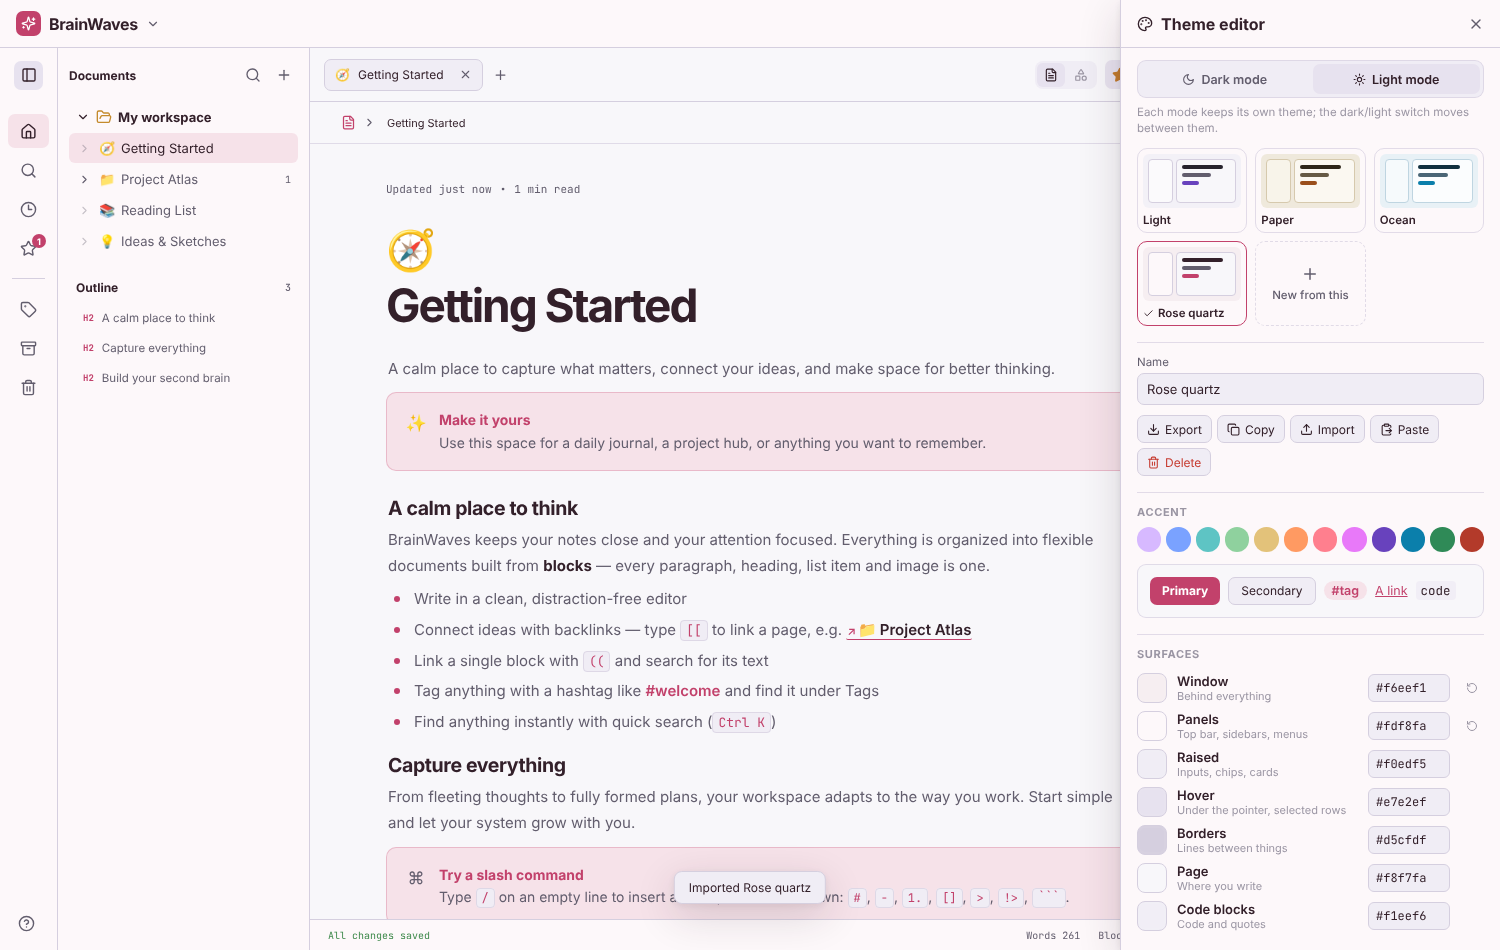 BrainWaves
Theme editor
Documents
My workspace
Getting Started
Project Atlas 1
Reading List
Ideas & Sketches
1
Outline 3
H2 A calm place to think
H2 Capture everything
H2 Build your second brain
Getting Started
Getting Started
Updated just now • 1 min read
Getting Started
A calm place to capture what matters, connect your ideas, and make space for better thinking.
Make it yours
Use this space for a daily journal, a project hub, or anything you want to remember.
A calm place to think
BrainWaves keeps your notes close and your attention focused. Everything is organized into flexible
documents built from blocks — every paragraph, heading, list item and image is one.
Write in a clean, distraction-free editor
Connect ideas with backlinks — type [[ to link a page, e.g. Project Atlas
Link a single block with (( and search for its text
Tag anything with a hashtag like #welcome and find it under Tags
Find anything instantly with quick search (Ctrl K)
Capture everything
From fleeting thoughts to fully formed plans, your workspace adapts to the way you work. Start simple
and let your system grow with you.
Try a slash command
Type / on an empty line to insert a
wn: #, -, 1., [], >, !>, ```.
Imported Rose quartz
All changes saved
Words 261 Bloc
Dark mode
Light mode
Each mode keeps its own theme; the dark/light switch moves
between them.
Light
Paper
Ocean
Rose quartz
New from this
Name
Rose quartz
Export
Copy
Import
Paste
Delete
ACCENT
Primary
Secondary
#tag
A link
code
SURFACES
Window
Behind everything
#f6eef1
Panels
Top bar, sidebars, menus
#fdf8fa
Raised
Inputs, chips, cards
#f0edf5
Hover
Under the pointer, selected rows
#e7e2ef
Borders
Lines between things
#d5cfdf
Page
Where you write
#f8f7fa
Code blocks
Code and quotes
#f1eef6